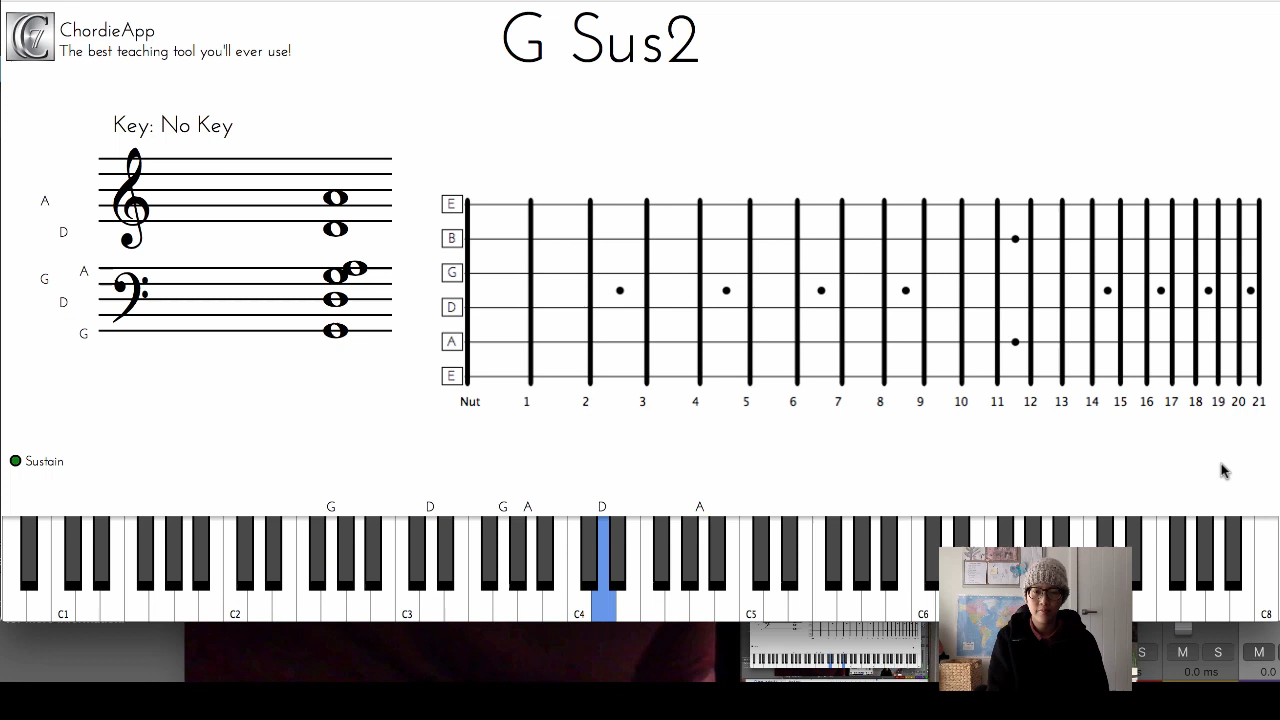 ChordieApp
The best teaching tool you'll ever use!
G Sus2
Key: No Key
A
D
A
G
D
G
E
B
G
D
A
E
Nut 1 2 3 4 5 6 7 8 9 10 11 12 13 14 15 16 17 18 19 20 21
Sustain
G D G A D A
C1 C2 C3 C4 C5 C6 C8
S M S M
0.0 ms 0.0